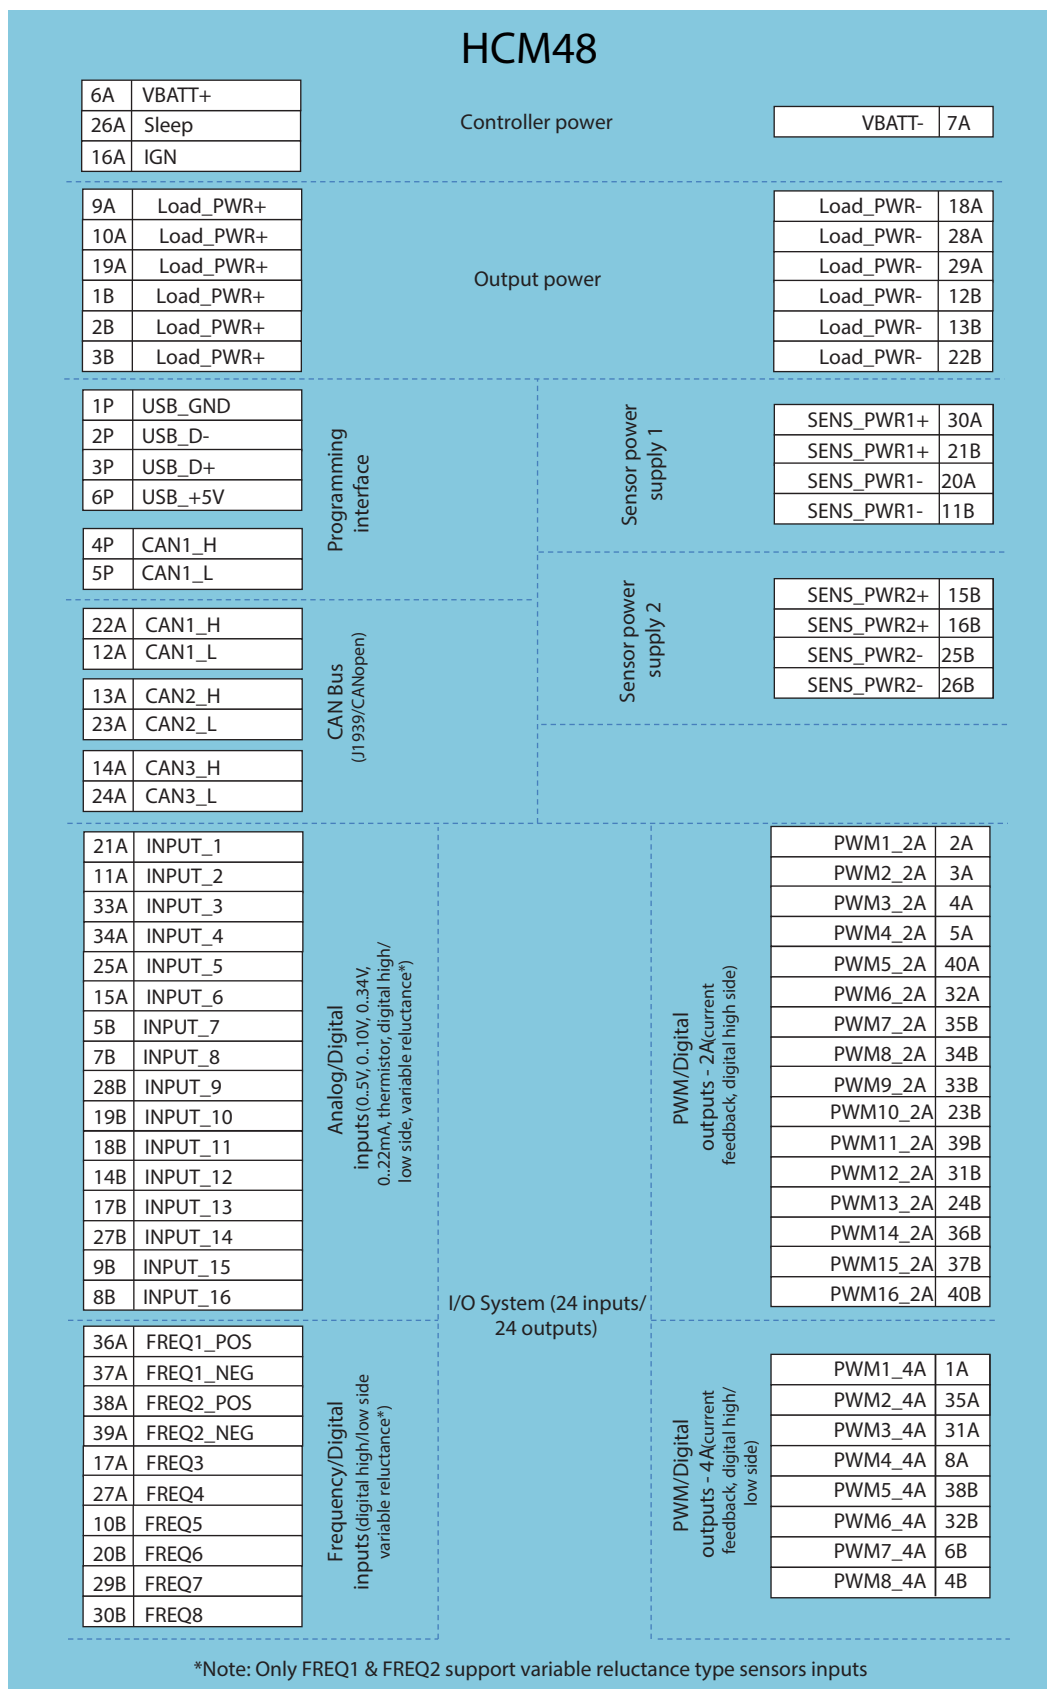 HCM48
6A VBATT+
26A Sleep
16A IGN
Controller power
VBATT- 7A
9A Load_PWR+
10A Load_PWR+
19A Load_PWR+
1B Load_PWR+
2B Load_PWR+
3B Load_PWR+
Output power
Load_PWR- 18A
Load_PWR- 28A
Load_PWR- 29A
Load_PWR- 12B
Load_PWR- 13B
Load_PWR- 22B
1P USB_GND
2P USB_D-
3P USB_D+
6P USB_+5V
4P CAN1_H
5P CAN1_L
Programming
interface
Sensor power
supply 1
SENS_PWR1+ 30A
SENS_PWR1+ 21B
SENS_PWR1- 20A
SENS_PWR1- 11B
22A CAN1_H
12A CAN1_L
13A CAN2_H
23A CAN2_L
14A CAN3_H
24A CAN3_L
CAN Bus
(J1939/CANopen)
Sensor power
supply 2
SENS_PWR2+ 15B
SENS_PWR2+ 16B
SENS_PWR2- 25B
SENS_PWR2- 26B
21A INPUT_1
11A INPUT_2
33A INPUT_3
34A INPUT_4
25A INPUT_5
15A INPUT_6
5B INPUT_7
7B INPUT_8
28B INPUT_9
19B INPUT_10
18B INPUT_11
14B INPUT_12
17B INPUT_13
27B INPUT_14
9B INPUT_15
8B INPUT_16
Analog/Digital
inputs (0..5V, 0..10V, 0..34V,
0..22mA, thermistor, digital high/
low side, variable reluctance*)
PWM/Digital
outputs - 2A(current
feedback, digital high side)
PWM1_2A 2A
PWM2_2A 3A
PWM3_2A 4A
PWM4_2A 5A
PWM5_2A 40A
PWM6_2A 32A
PWM7_2A 35B
PWM8_2A 34B
PWM9_2A 33B
PWM10_2A 23B
PWM11_2A 39B
PWM12_2A 31B
PWM13_2A 24B
PWM14_2A 36B
PWM15_2A 37B
PWM16_2A 40B
I/O System (24 inputs/
24 outputs)
36A FREQ1_POS
37A FREQ1_NEG
38A FREQ2_POS
39A FREQ2_NEG
17A FREQ3
27A FREQ4
10B FREQ5
20B FREQ6
29B FREQ7
30B FREQ8
Frequency/Digital
inputs (digital high/low side
variable reluctance*)
PWM/Digital
outputs - 4A(current
feedback, digital high/
low side)
PWM1_4A 1A
PWM2_4A 35A
PWM3_4A 31A
PWM4_4A 8A
PWM5_4A 38B
PWM6_4A 32B
PWM7_4A 6B
PWM8_4A 4B
*Note: Only FREQ1 & FREQ2 support variable reluctance type sensors inputs